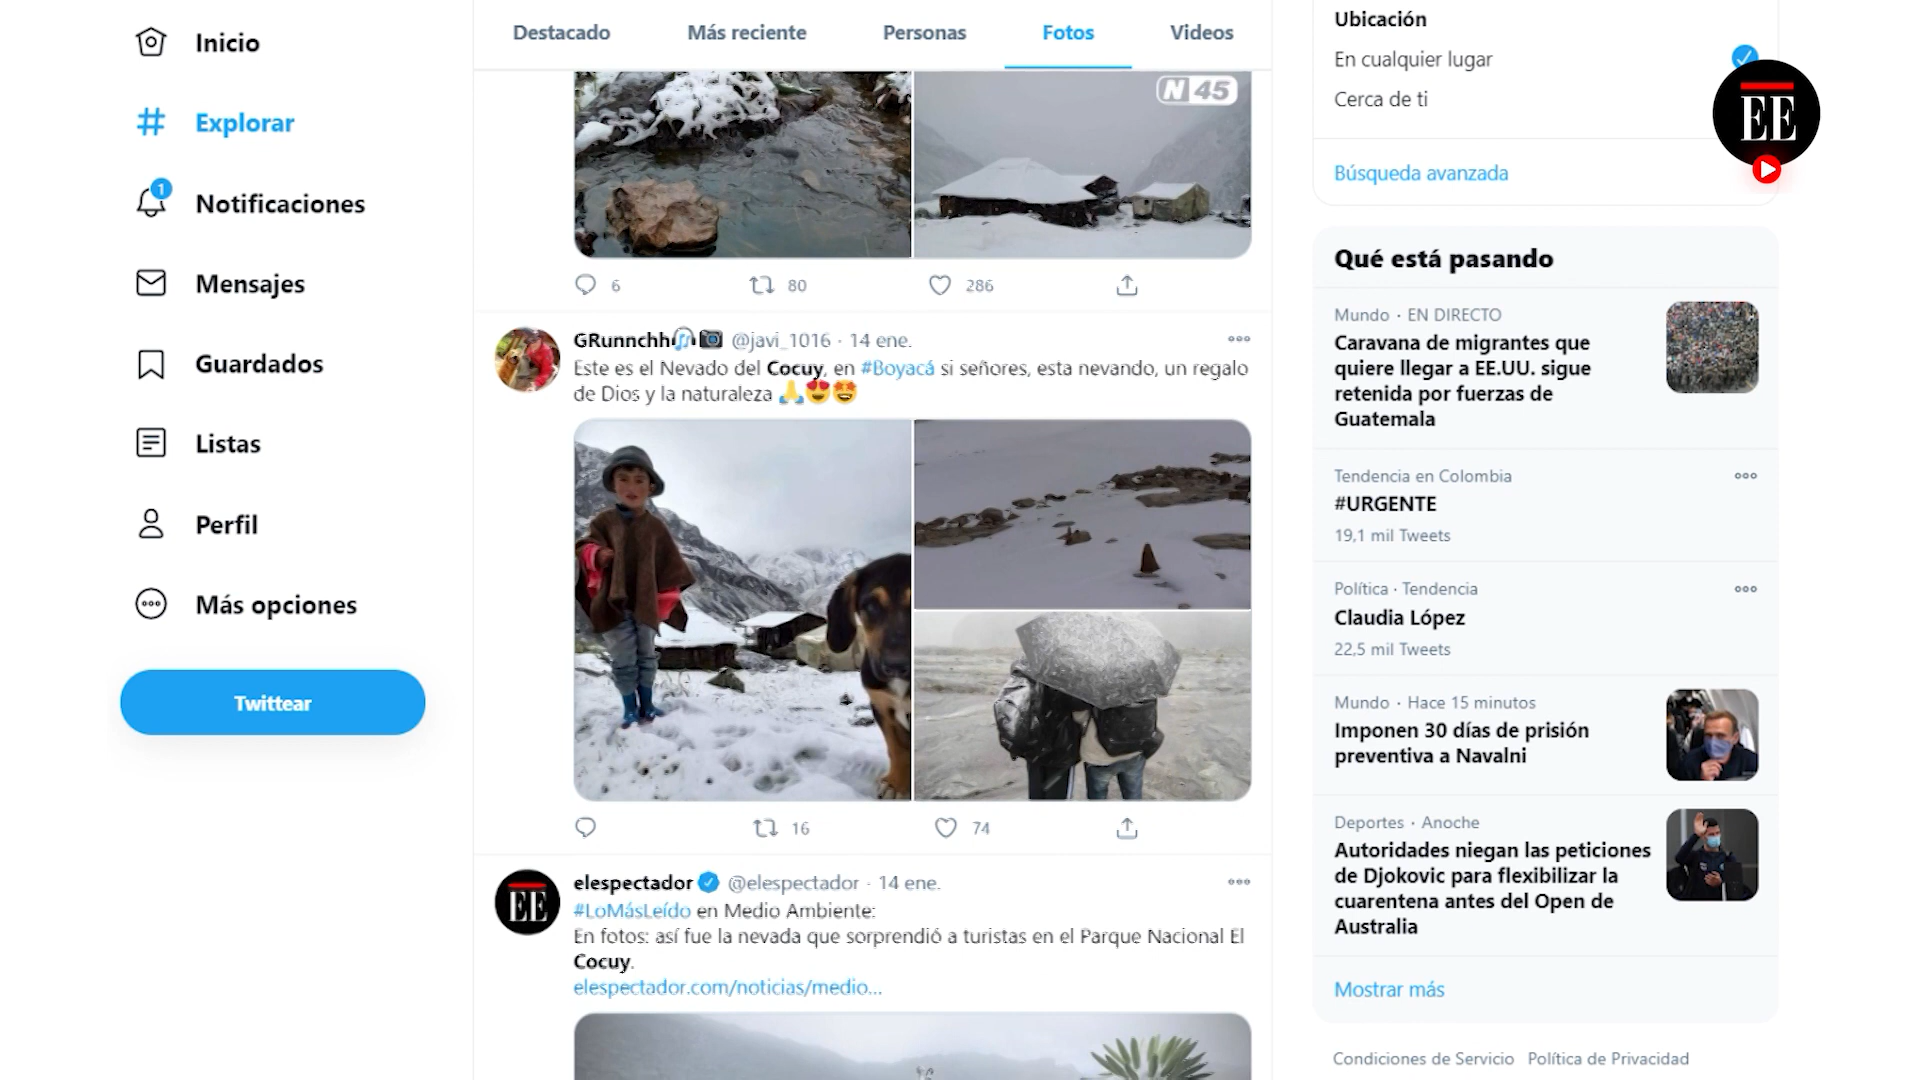 Inicio
Explorar
1
Notificaciones
Mensajes
Guardados
Listas
Perfil
Más opciones
Twittear
Destacado
Más reciente
Personas
Fotos
Videos
N 45
6
80
286
GRunnchh @javi_1016 · 14 ene.
Este es el Nevado del Cocuy, en #Boyacá si señores, esta nevando, un regalo
de Dios y la naturaleza 🙏😍🤩
16
74
EE
elespectador @elespectador · 14 ene.
#LoMásLeído en Medio Ambiente:
En fotos: así fue la nevada que sorprendió a turistas en el Parque Nacional El
Cocuy.
elespectador.com/noticias/medio...
Ubicación
En cualquier lugar
Cerca de ti
Búsqueda avanzada
EE
Qué está pasando
Mundo · EN DIRECTO
Caravana de migrantes que
quiere llegar a EE.UU. sigue
retenida por fuerzas de
Guatemala
Tendencia en Colombia
#URGENTE
19,1 mil Tweets
Política · Tendencia
Claudia López
22,5 mil Tweets
Mundo · Hace 15 minutos
Imponen 30 días de prisión
preventiva a Navalni
Deportes · Anoche
Autoridades niegan las peticiones
de Djokovic para flexibilizar la
cuarentena antes del Open de
Australia
Mostrar más
Condiciones de Servicio Política de Privacidad